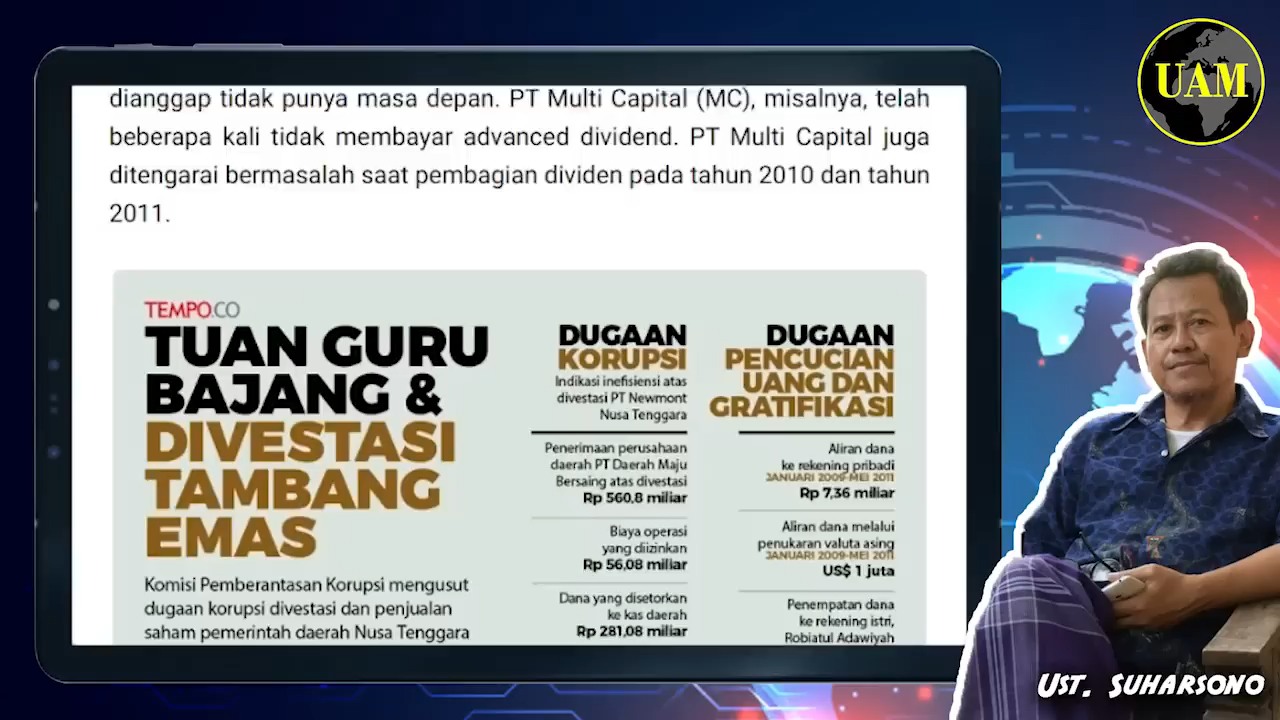 dianggap tidak punya masa depan. PT Multi Capital (MC), misalnya, telah
beberapa kali tidak membayar advanced dividend. PT Multi Capital juga
ditengarai bermasalah saat pembagian dividen pada tahun 2010 dan tahun
2011.
TEMPO.CO
TUAN GURU
BAJANG &
DIVESTASI
TAMBANG
EMAS
Komisi Pemberantasan Korupsi mengusut
dugaan korupsi divestasi dan penjualan
saham pemerintah daerah Nusa Tenggara
DUGAAN
KORUPSI
Indikasi inefisiensi atas
divestasi PT Newmont
Nusa Tenggara
Penerimaan perusahaan
daerah PT Daerah Maju
Bersaing atas divestasi
Rp 560,8 miliar
Biaya operasi
yang diizinkan
Rp 56,08 miliar
Dana yang disetorkan
ke kas daerah
Rp 281,08 miliar
DUGAAN
PENCUCIAN
UANG DAN
GRATIFIKASI
Aliran dana
ke rekening pribadi
JANUARI 2009-MEI 2011
Rp 7,36 miliar
Aliran dana melalui
penukaran valuta asing
JANUARI 2009-MEI 2011
US$ 1 juta
Penempatan dana
ke rekening istri,
Robiatul Adawiyah
UAM
UST. SUHARSONO